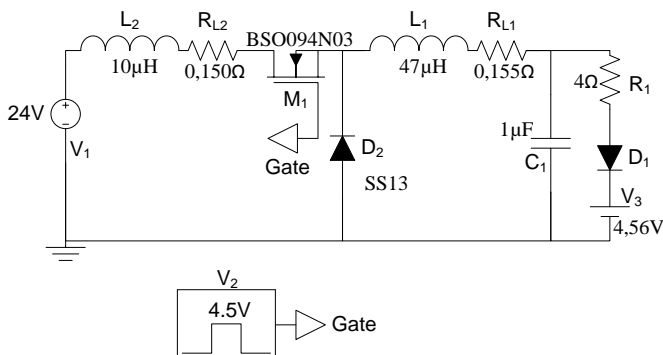 L2
RL2
BSO094N03
L1
RL1
10µH
0,150Ω
47µH
0,155Ω
4Ω
R1
M1
24V
V1
1µF
C1
D2
D1
Gate
SS13
V3
4,56V
V2
4.5V
Gate